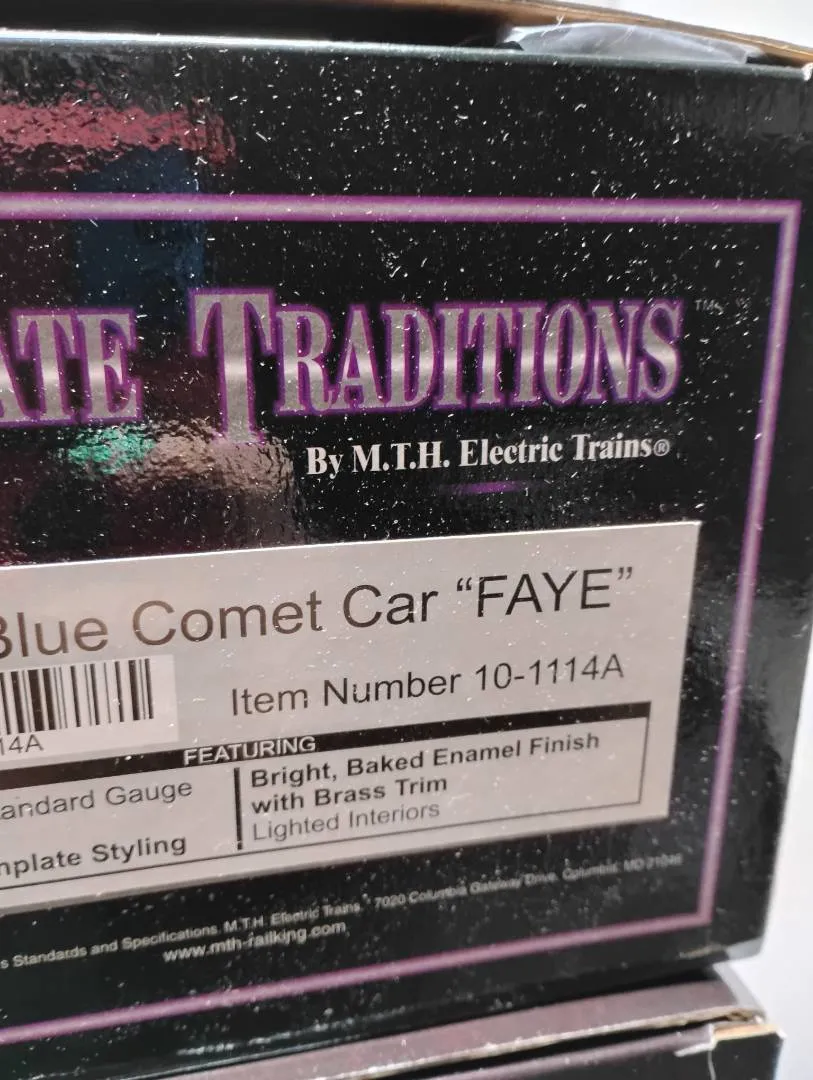 ATE TRADITIONS TM
By M.T.H. Electric Trains®
Blue Comet Car “FAYE”
Item Number 10-1114A
14A
FEATURING
andard Gauge
Bright, Baked Enamel Finish
with Brass Trim
nplate Styling
Lighted Interiors
s Standards and Specifications. M.T.H. Electric Trains * 7020 Columbia Gateway Drive, Columbia, MD 21046
www.mth-railking.com